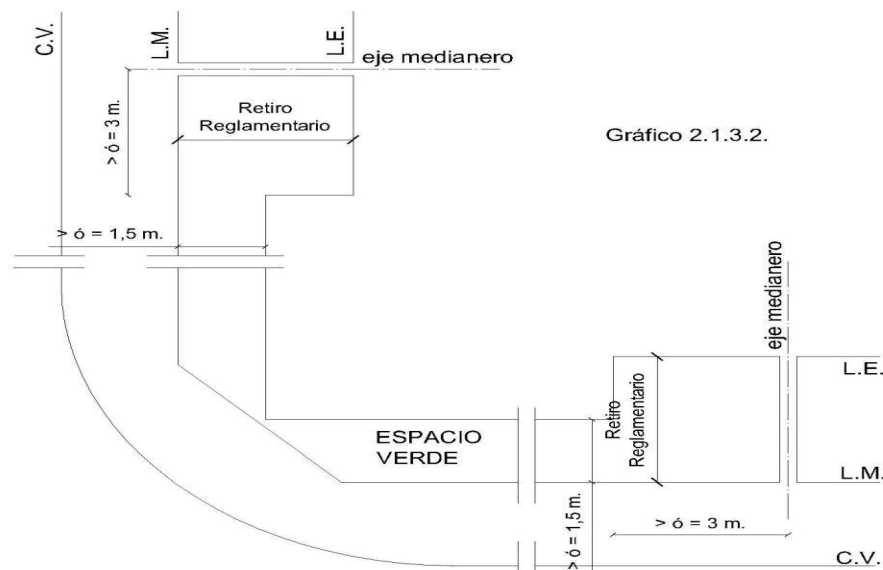 C.V.
L.M.
L.E.
eje medianero
Retiro
Reglamentario
> ó = 3 m.
Gráfico 2.1.3.2.
> ó = 1,5 m.
eje medianero
L.E.
Retiro
Reglamentario
ESPACIO
VERDE
L.M.
> ó = 3 m.
> ó = 1,5 m.
C.V.